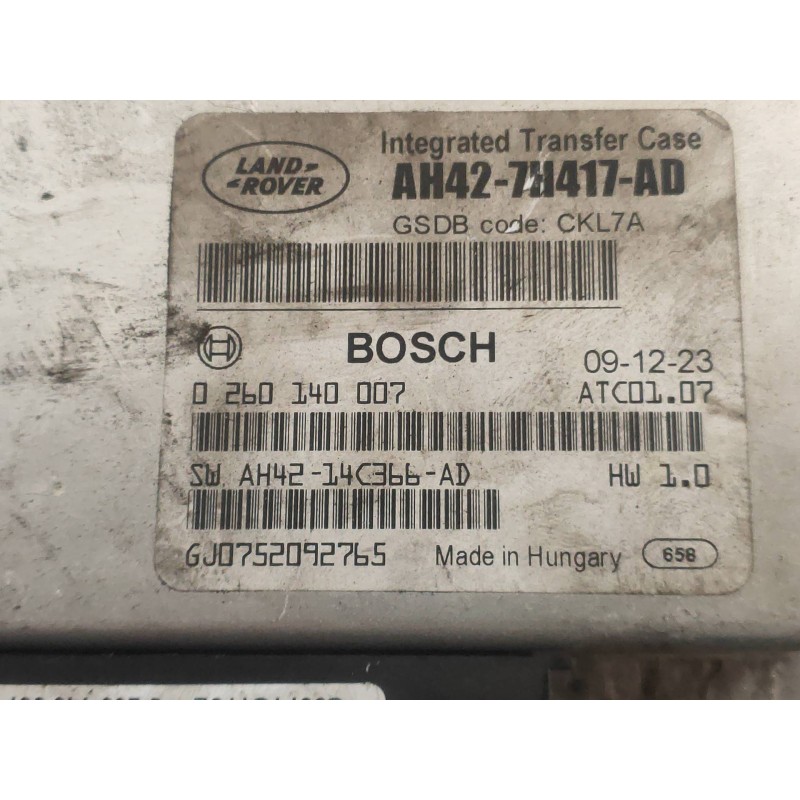 LAND
ROVER
Integrated Transfer Case
AH42-7H417-AD
GSDB code: CKL7A
BOSCH
09-12-23
0 260 140 007
ATC01.07
SW AH42-14C366-AD
HW 1.0
GJ0752092765
Made in Hungary
658